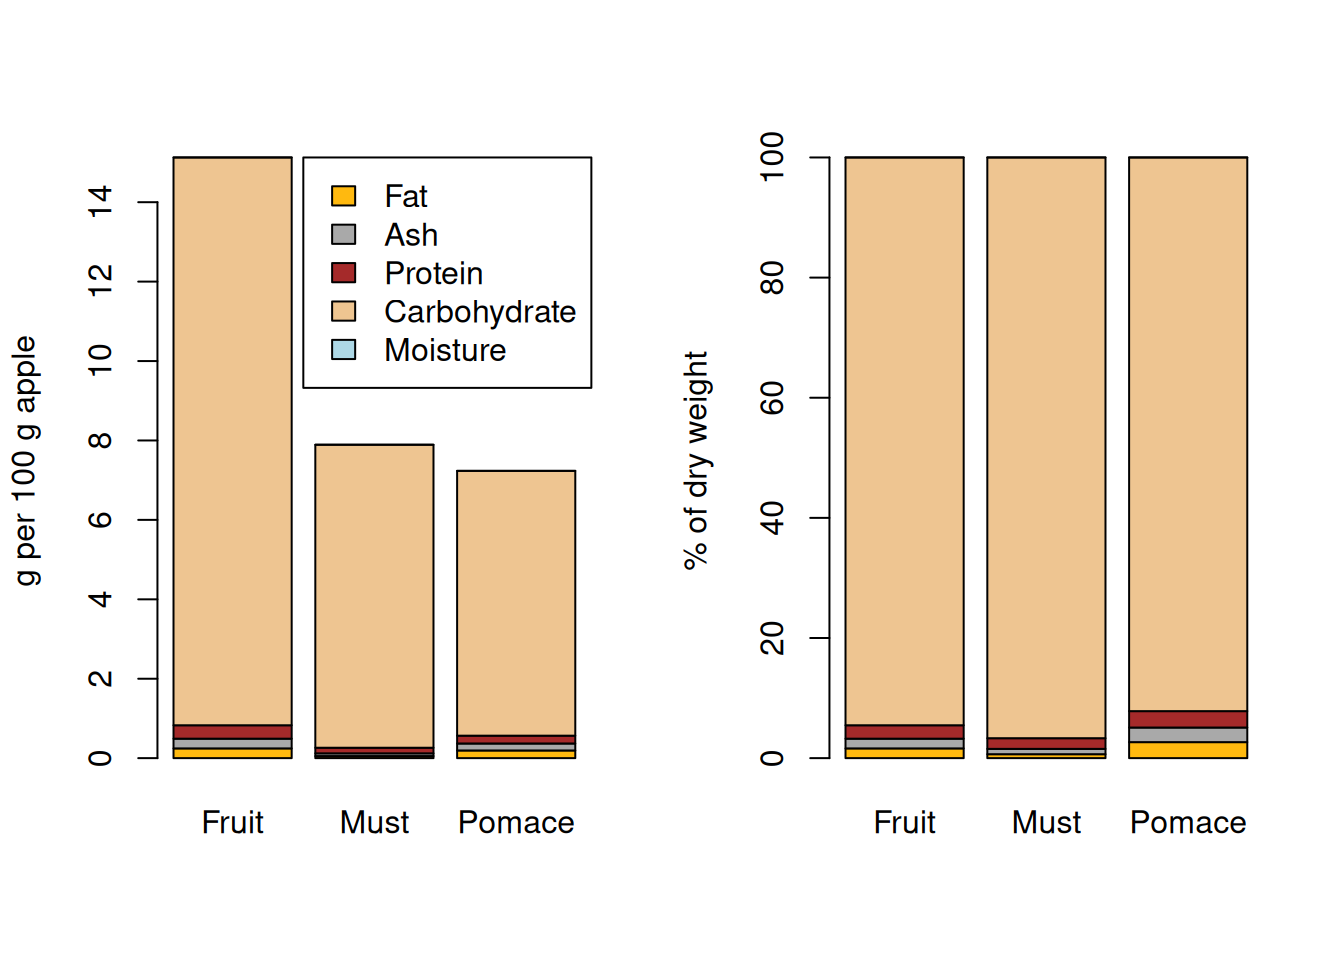 g per 100 g apple
0
2
4
6
8
10
12
14
Fat
Ash
Protein
Carbohydrate
Moisture
Fruit Must Pomace
% of dry weight
0
20
40
60
80
100
Fruit Must Pomace